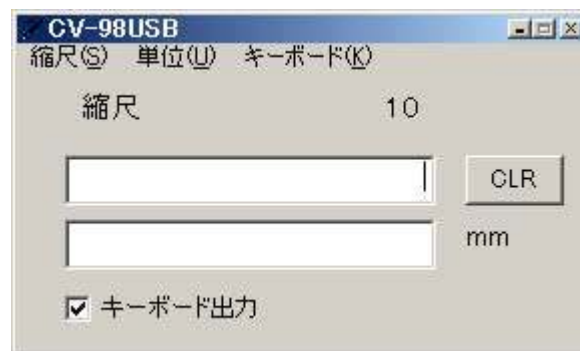 CV-98USB
縮尺(S) 単位(U) キーボード(K)
縮尺 10
CLR
mm
キーボード出力